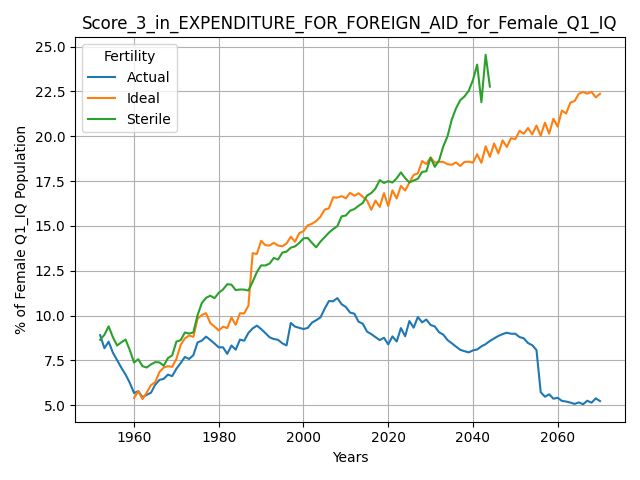 Score_3_in_EXPENDITURE_FOR_FOREIGN_AID_for_Female_Q1_IQ
Fertility
Actual
Ideal
Sterile
% of Female Q1_IQ Population
25.0
22.5
20.0
17.5
15.0
12.5
10.0
7.5
5.0
1960 1980 2000 2020 2040 2060
Years